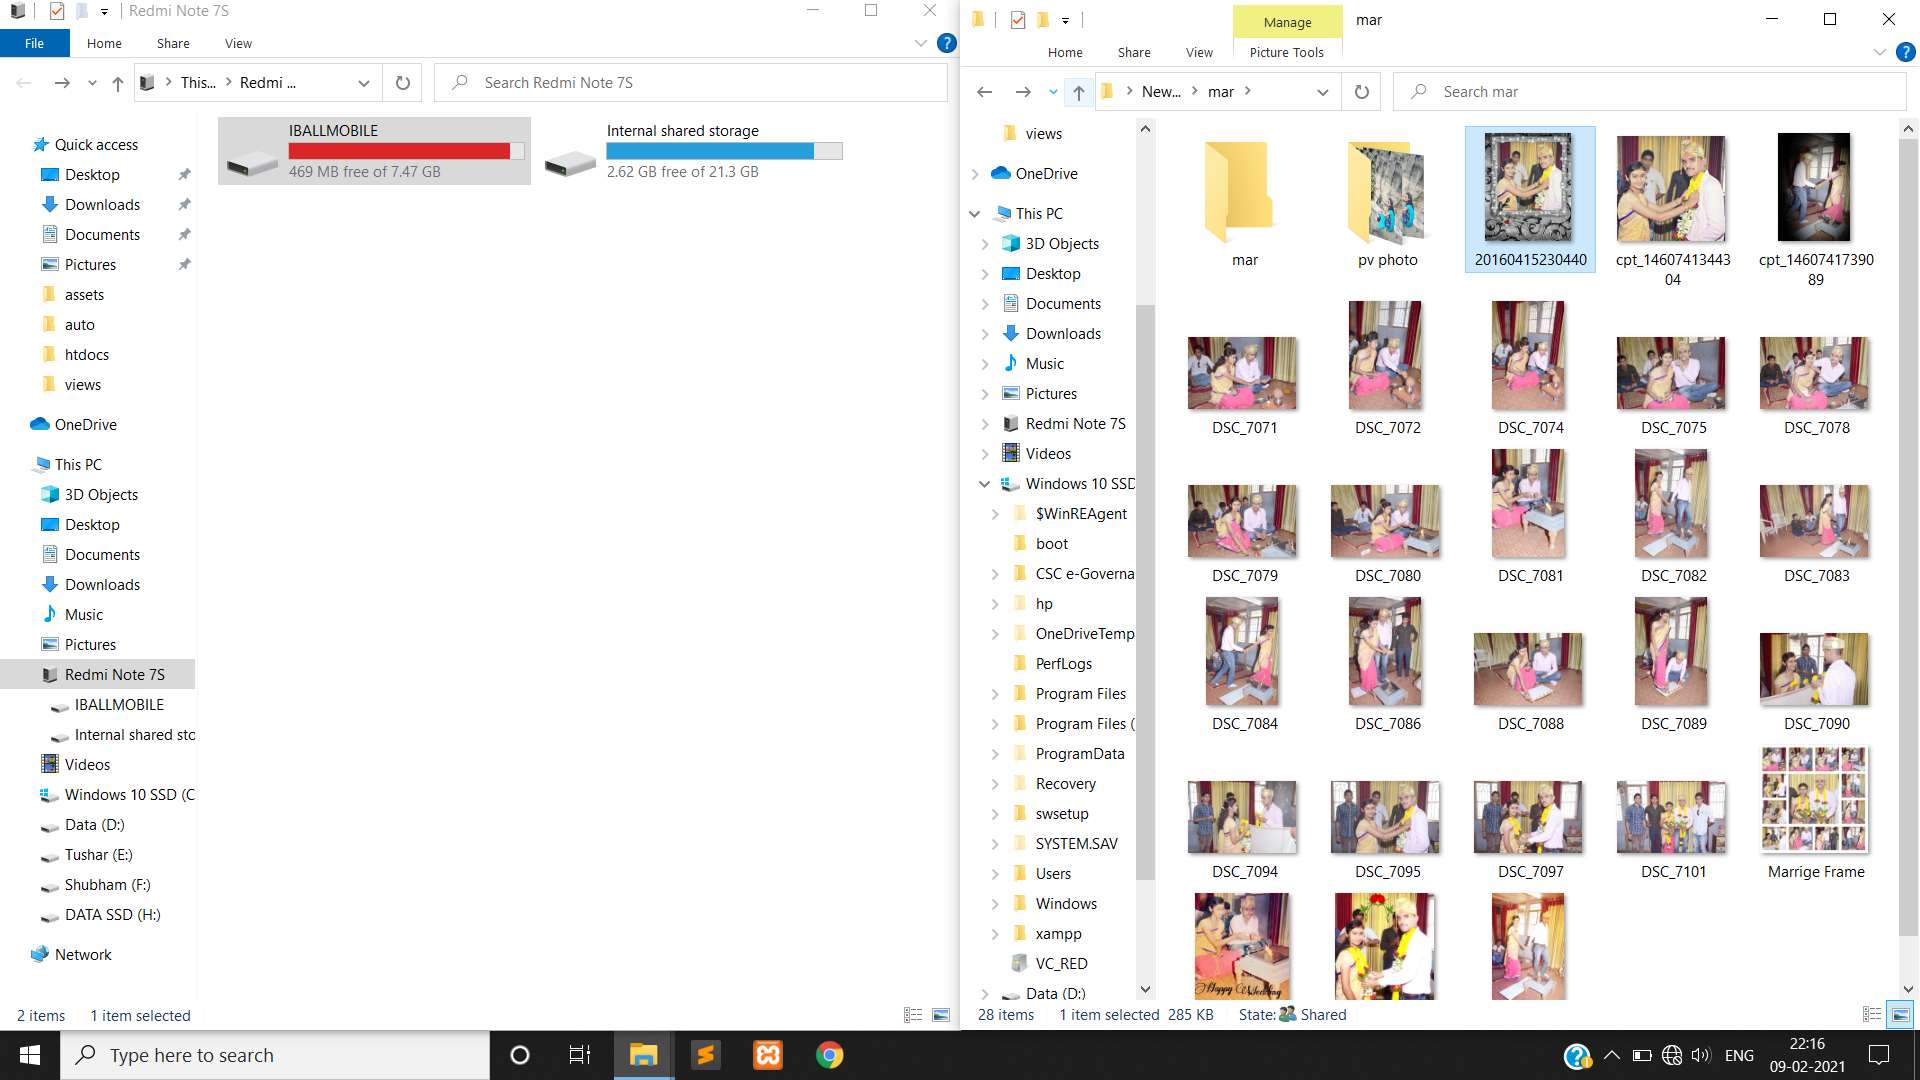 Redmi Note 7S
File
Home
Share
View
This...
Redmi ...
Search Redmi Note 7S
Quick access
Desktop
Downloads
Documents
Pictures
assets
auto
htdocs
views
OneDrive
This PC
3D Objects
Desktop
Documents
Downloads
Music
Pictures
Redmi Note 7S
IBALLMOBILE
Internal shared sto
Videos
Windows 10 SSD (C
Data (D:)
Tushar (E:)
Shubham (F:)
DATA SSD (H:)
Network
IBALLMOBILE
469 MB free of 7.47 GB
Internal shared storage
2.62 GB free of 21.3 GB
2 items
1 item selected
Manage
mar
Home
Share
View
Picture Tools
New...
mar
Search mar
views
OneDrive
This PC
3D Objects
Desktop
Documents
Downloads
Music
Pictures
Redmi Note 7S
Videos
Windows 10 SSD
$WinREAgent
boot
CSC e-Governa
hp
OneDriveTemp
PerfLogs
Program Files
Program Files (
ProgramData
Recovery
swsetup
SYSTEM.SAV
Users
Windows
xampp
VC_RED
Data (D:)
mar
pv photo
20160415230440
cpt_14607413443
04
cpt_14607417390
89
DSC_7071
DSC_7072
DSC_7074
DSC_7075
DSC_7078
DSC_7079
DSC_7080
DSC_7081
DSC_7082
DSC_7083
DSC_7084
DSC_7086
DSC_7088
DSC_7089
DSC_7090
DSC_7094
DSC_7095
DSC_7097
DSC_7101
Marrige Frame
Happy Wedding
28 items
1 item selected 285 KB
State:
Shared
Type here to search
ENG
22:16
09-02-2021